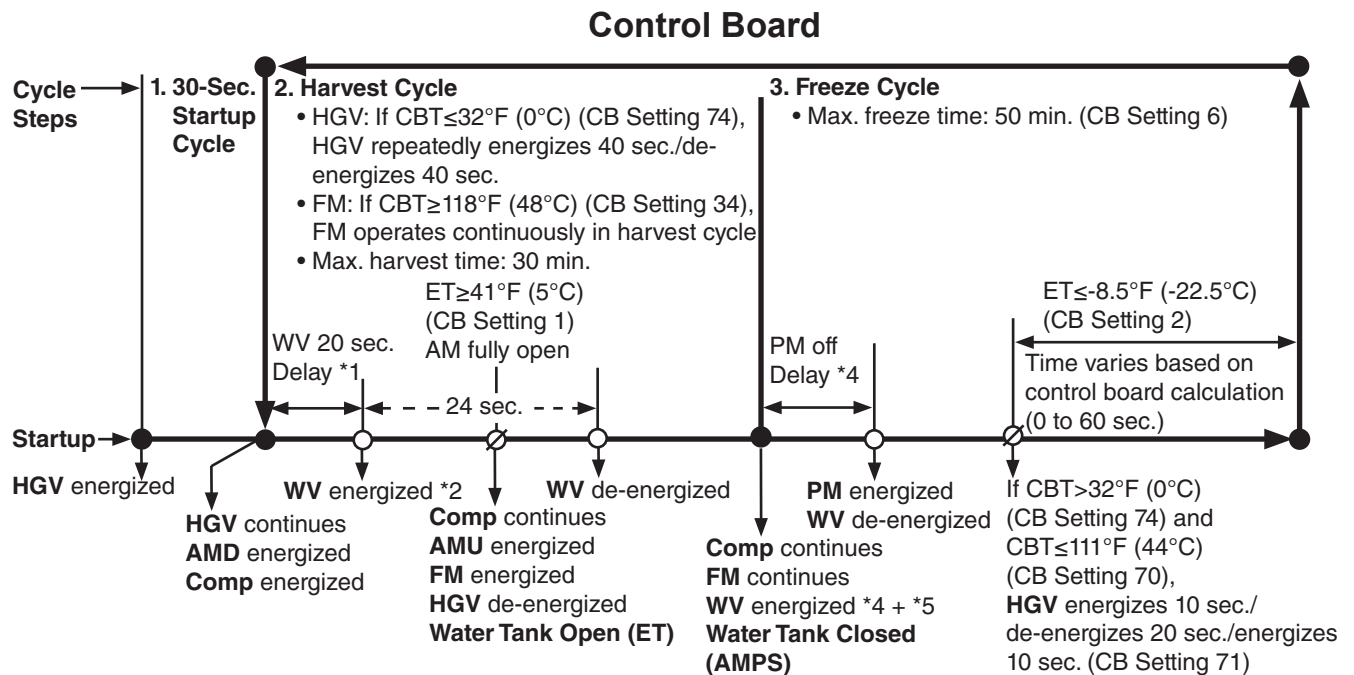 Control Board
Cycle
Steps
1. 30-Sec.
Startup
Cycle
2. Harvest Cycle
• HGV: If CBT≤32°F (0°C) (CB Setting 74),
HGV repeatedly energizes 40 sec./de-
energizes 40 sec.
• FM: If CBT≥118°F (48°C) (CB Setting 34),
FM operates continuously in harvest cycle
• Max. harvest time: 30 min.
3. Freeze Cycle
• Max. freeze time: 50 min. (CB Setting 6)
WV 20 sec.
Delay *1
ET≥41°F (5°C)
(CB Setting 1)
AM fully open
24 sec.
PM off
Delay *4
ET≤-8.5°F (-22.5°C)
(CB Setting 2)
Time varies based on
control board calculation
(0 to 60 sec.)
Startup
HGV energized
HGV continues
AMD energized
Comp energized
WV energized *2
Comp continues
AMU energized
FM energized
HGV de-energized
Water Tank Open (ET)
WV de-energized
Comp continues
FM continues
WV energized *4 + *5
Water Tank Closed
(AMPS)
PM energized
WV de-energized
If CBT>32°F (0°C)
(CB Setting 74) and
CBT≤111°F (44°C)
(CB Setting 70),
HGV energizes 10 sec./
de-energizes 20 sec./energizes
10 sec. (CB Setting 71)